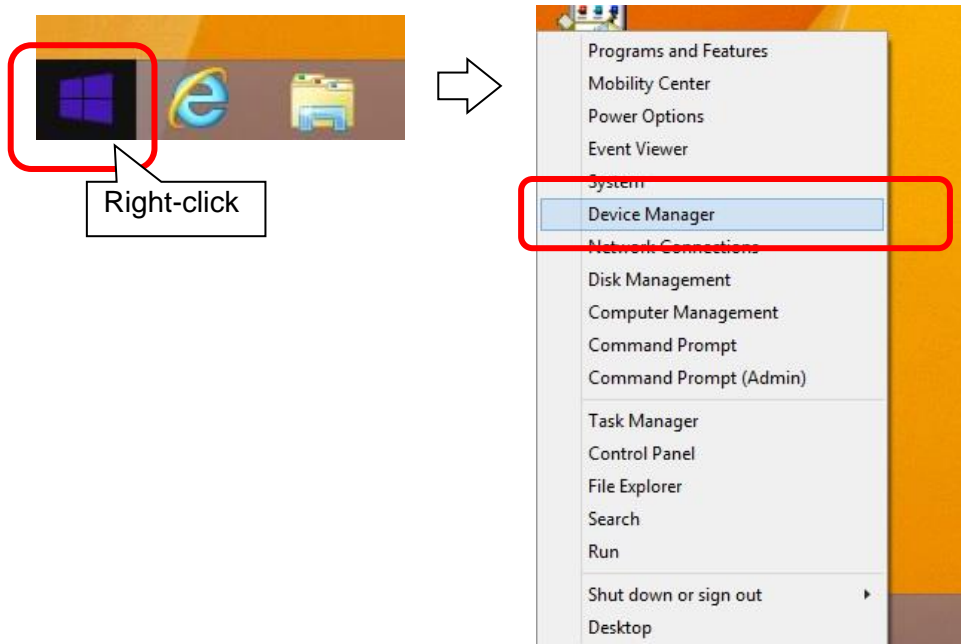 Right-click
Programs and Features
Mobility Center
Power Options
Event Viewer
System
Device Manager
Network Connections
Disk Management
Computer Management
Command Prompt
Command Prompt (Admin)
Task Manager
Control Panel
File Explorer
Search
Run
Shut down or sign out
Desktop